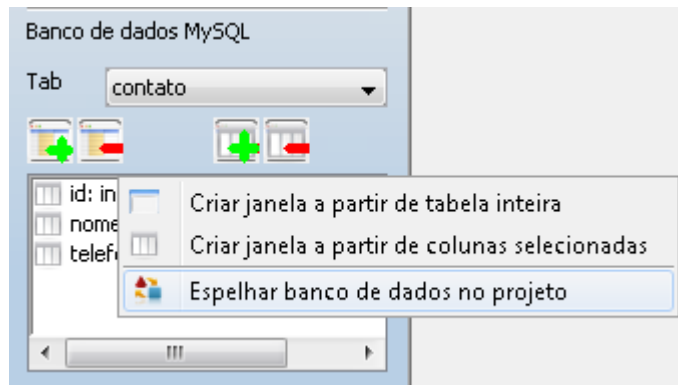 Banco de dados MySQL
Tab contato
id: in
nome
telef
Criar janela a partir de tabela inteira
Criar janela a partir de colunas selecionadas
Espelhar banco de dados no projeto